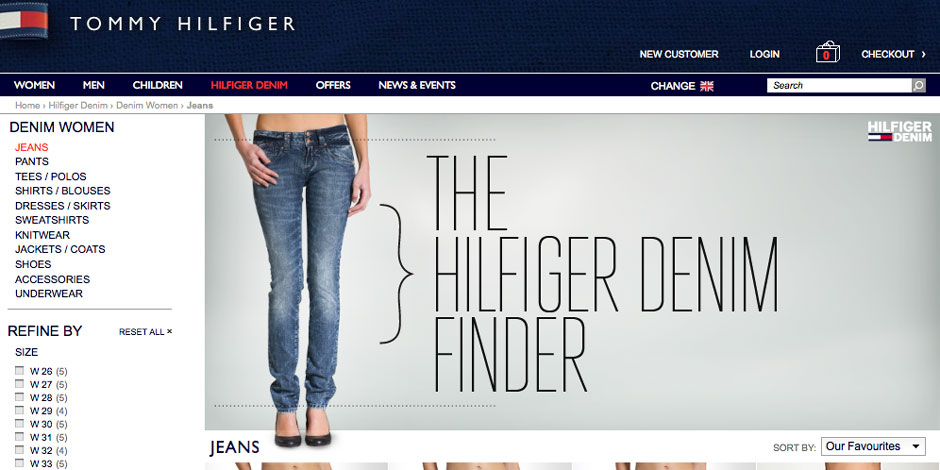 TOMMY HILFIGER
NEW CUSTOMER LOGIN 0 CHECKOUT ›
WOMEN MEN CHILDREN HILFIGER DENIM OFFERS NEWS & EVENTS CHANGE Search
Home › Hilfiger Denim › Denim Women › Jeans
DENIM WOMEN
JEANS
PANTS
TEES / POLOS
SHIRTS / BLOUSES
DRESSES / SKIRTS
SWEATSHIRTS
KNITWEAR
JACKETS / COATS
SHOES
ACCESSORIES
UNDERWEAR
REFINE BY RESET ALL ×
SIZE
W 26 (5)
W 27 (5)
W 28 (5)
W 29 (4)
W 30 (5)
W 31 (5)
W 32 (4)
W 33 (5)
HILFIGER
DENIM
THE
HILFIGER DENIM
FINDER
JEANS SORT BY: Our Favourites